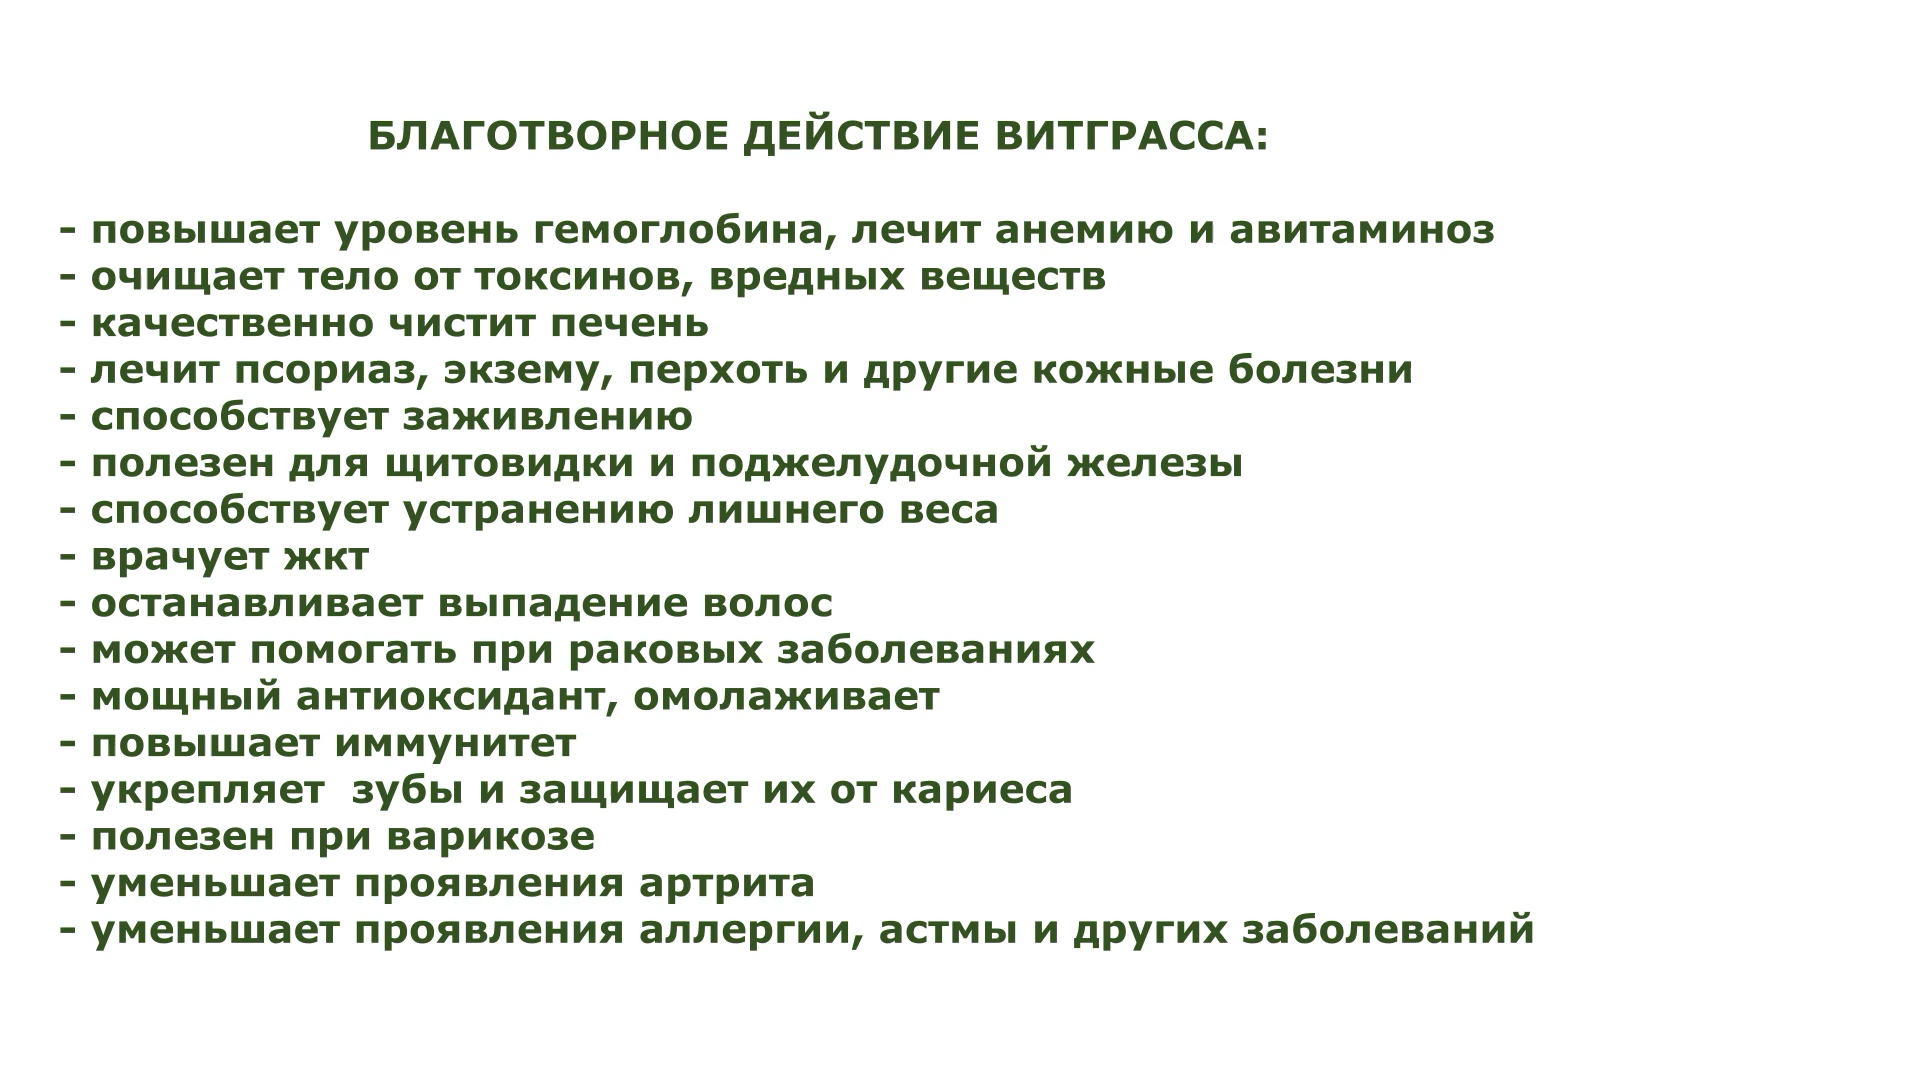 БЛАГОТВОРНОЕ ДЕЙСТВИЕ ВИТГРАССА:
- повышает уровень гемоглобина, лечит анемию и авитаминоз
- очищает тело от токсинов, вредных веществ
- качественно чистит печень
- лечит псориаз, экзему, перхоть и другие кожные болезни
- способствует заживлению
- полезен для щитовидки и поджелудочной железы
- способствует устранению лишнего веса
- врачует жкт
- останавливает выпадение волос
- может помогать при раковых заболеваниях
- мощный антиоксидант, омолаживает
- повышает иммунитет
- укрепляет  зубы и защищает их от кариеса
- полезен при варикозе
- уменьшает проявления артрита
- уменьшает проявления аллергии, астмы и других заболеваний